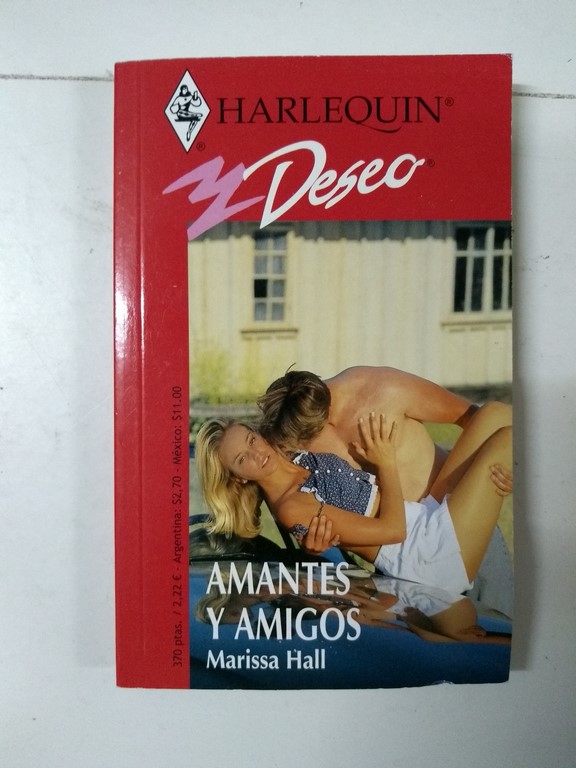 HARLEQUIN®
®
Deseo®
370 ptas. / 2,22 € - Argentina: $2,70 - México: $11.00
AMANTES
Y AMIGOS
Marissa Hall